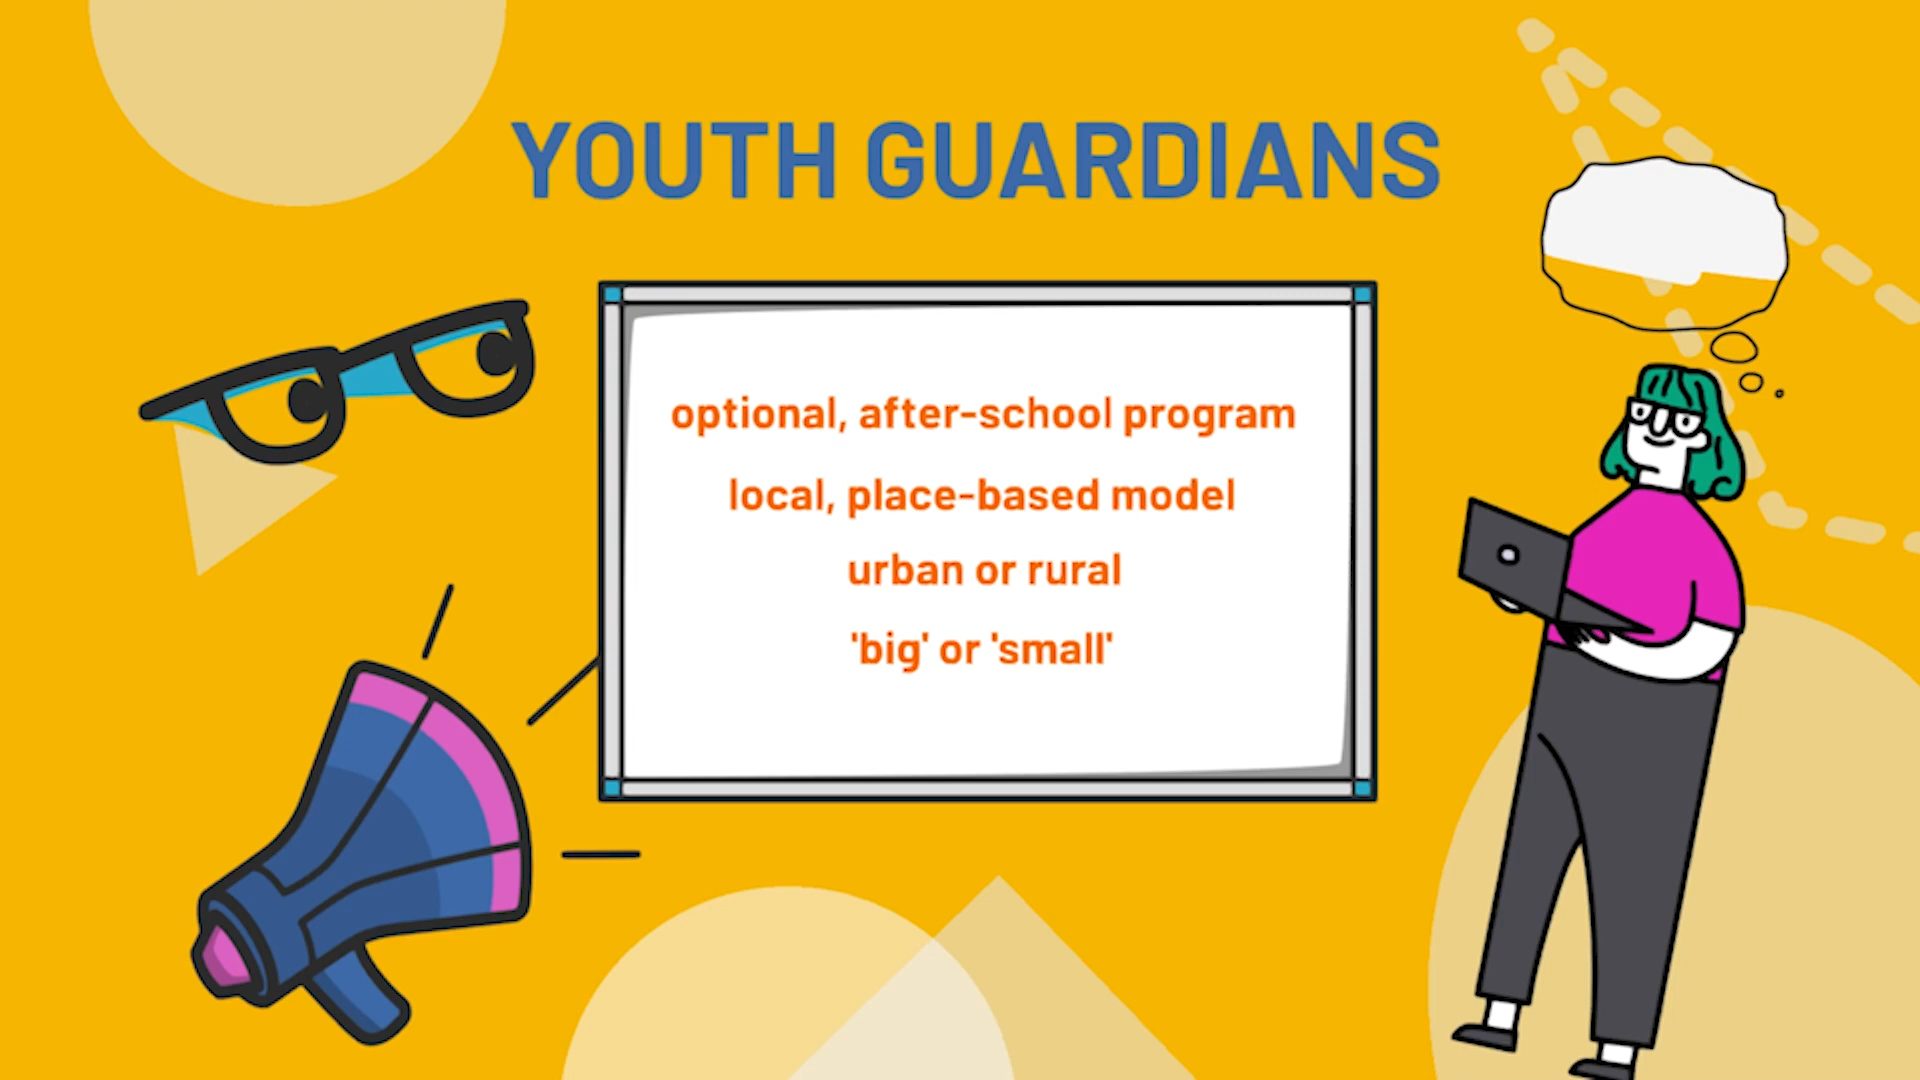 YOUTH GUARDIANS
optional, after-school program
local, place-based model
urban or rural
'big' or 'small'